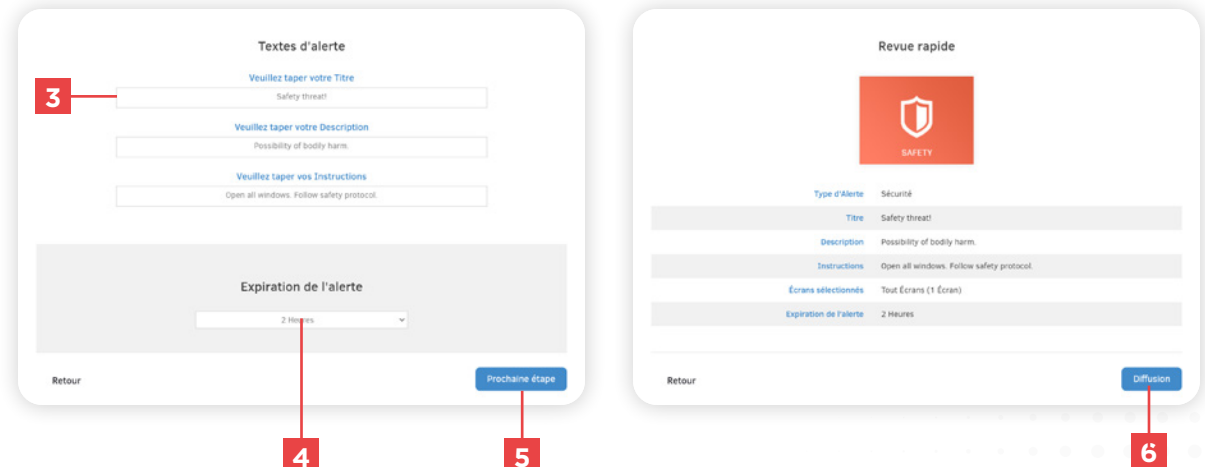 Textes d'alerte
Veuillez taper votre Titre
3
Safety threat!
Veuillez taper votre Description
Possibility of bodily harm.
Veuillez taper vos Instructions
Open all windows. Follow safety protocol.
Expiration de l'alerte
2 Heures
Retour
Prochaine étape
4
5
Revue rapide
SAFETY
Type d'Alerte Sécurité
Titre Safety threat!
Description Possibility of bodily harm.
Instructions Open all windows. Follow safety protocol.
Écrans sélectionnés Tout Écrans (1 Écran)
Expiration de l'alerte 2 Heures
Retour
Diffusion
6